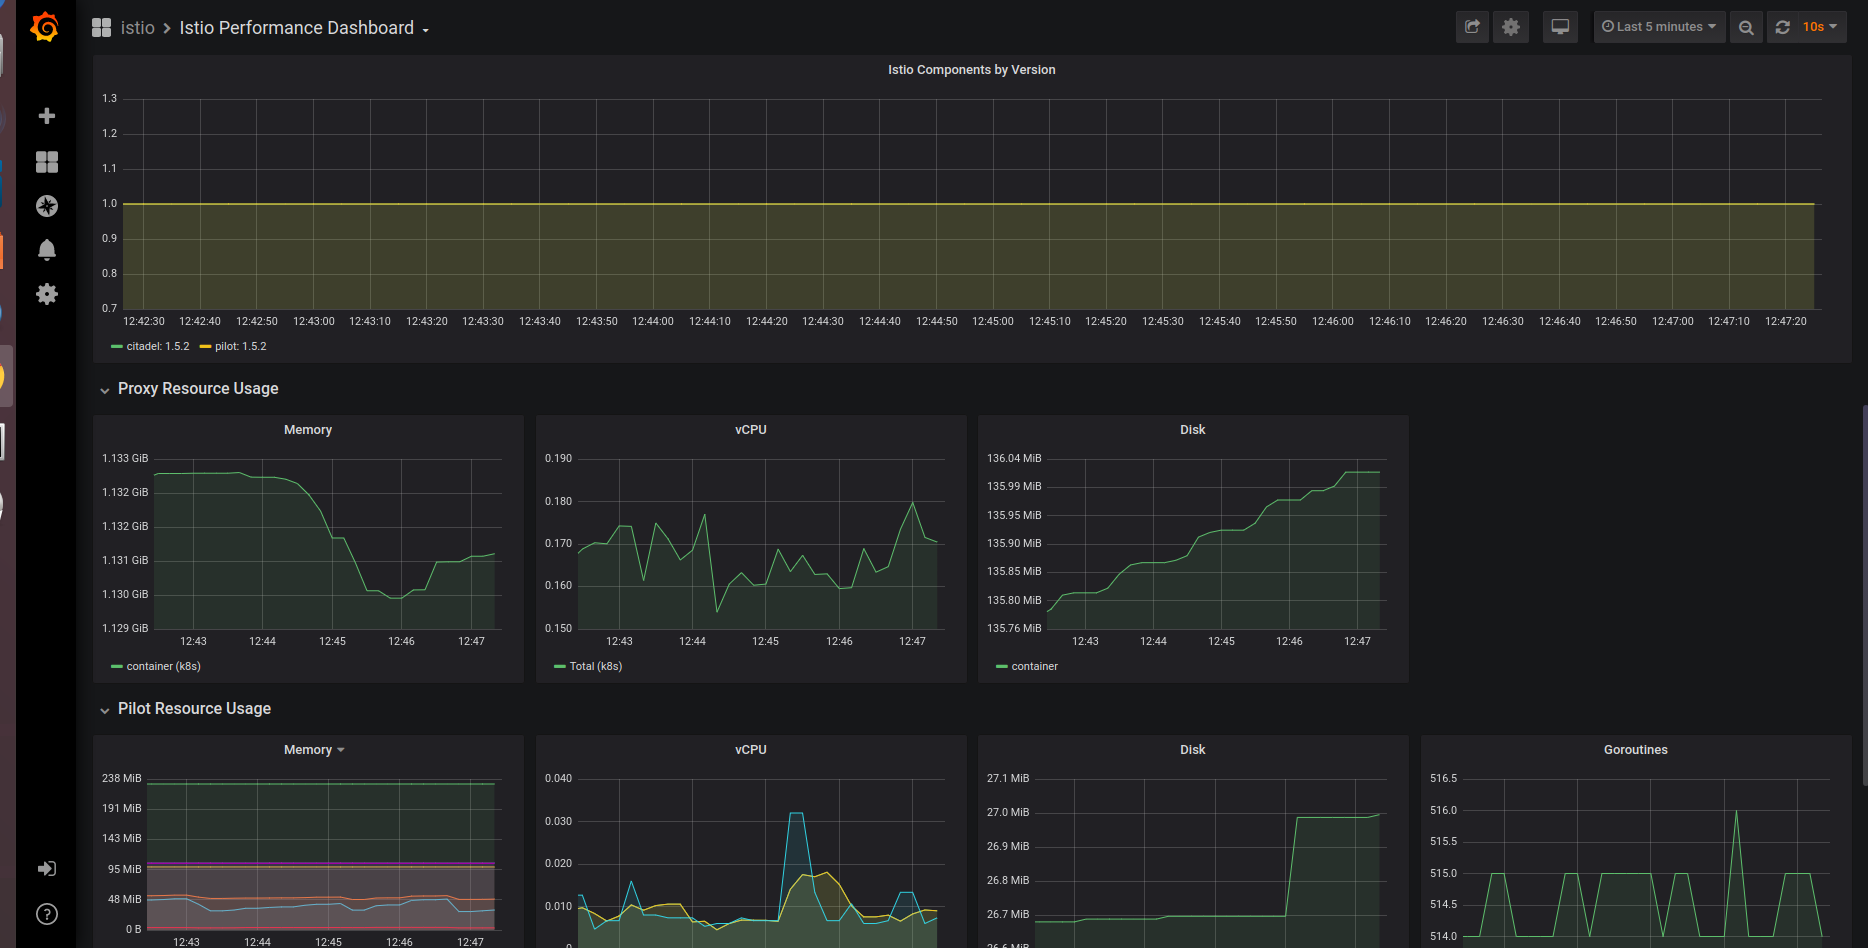 istio > Istio Performance Dashboard
Last 5 minutes
10s
Istio Components by Version
1.3
1.2
1.1
1.0
0.9
0.8
0.7
12:42:30 12:42:40 12:42:50 12:43:00 12:43:10 12:43:20 12:43:30 12:43:40 12:43:50 12:44:00 12:44:10 12:44:20 12:44:30 12:44:40 12:44:50 12:45:00 12:45:10 12:45:20 12:45:30 12:45:40 12:45:50 12:46:00 12:46:10 12:46:20 12:46:30 12:46:40 12:46:50 12:47:00 12:47:10 12:47:20
citadel: 1.5.2 pilot: 1.5.2
Proxy Resource Usage
Memory
1.133 GiB
1.132 GiB
1.132 GiB
1.131 GiB
1.130 GiB
1.129 GiB
12:43 12:44 12:45 12:46 12:47
container (k8s)
vCPU
0.190
0.180
0.170
0.160
0.150
12:43 12:44 12:45 12:46 12:47
Total (k8s)
Disk
136.04 MiB
135.99 MiB
135.95 MiB
135.90 MiB
135.85 MiB
135.80 MiB
135.76 MiB
12:43 12:44 12:45 12:46 12:47
container
Pilot Resource Usage
Memory
238 MiB
191 MiB
143 MiB
95 MiB
48 MiB
0 B
12:43 12:44 12:45 12:46 12:47
vCPU
0.040
0.030
0.020
0.010
0
Disk
27.1 MiB
27.0 MiB
26.9 MiB
26.8 MiB
26.7 MiB
26.6 MiB
Goroutines
516.5
516.0
515.5
515.0
514.5
514.0